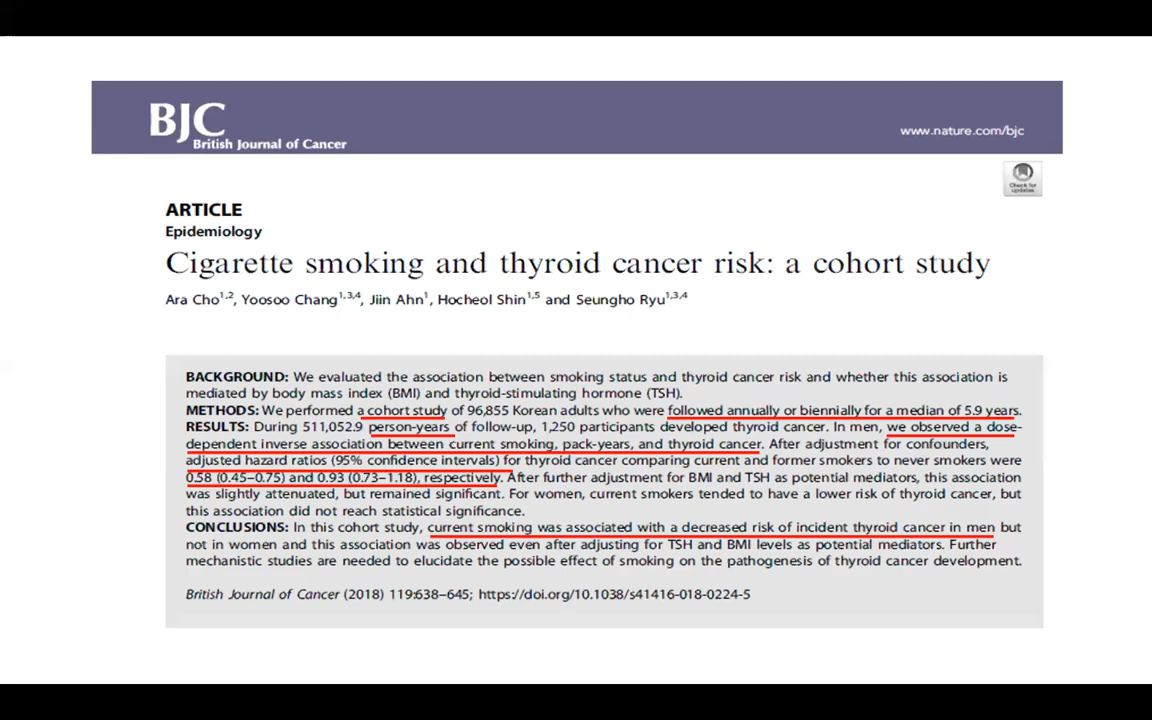 BJC
British Journal of Cancer
www.nature.com/bjc
Check for
updates
ARTICLE
Epidemiology
Cigarette smoking and thyroid cancer risk: a cohort study
Ara Cho1,2, Yoosoo Chang1,3,4, Jiin Ahn1, Hocheol Shin1,5 and Seungho Ryu1,3,4
BACKGROUND: We evaluated the association between smoking status and thyroid cancer risk and whether this association is
mediated by body mass index (BMI) and thyroid-stimulating hormone (TSH).
METHODS: We performed a cohort study of 96,855 Korean adults who were followed annually or biennially for a median of 5.9 years.
RESULTS: During 511,052.9 person-years of follow-up, 1,250 participants developed thyroid cancer. In men, we observed a dose-
dependent inverse association between current smoking, pack-years, and thyroid cancer. After adjustment for confounders,
adjusted hazard ratios (95% confidence intervals) for thyroid cancer comparing current and former smokers to never smokers were
0.58 (0.45–0.75) and 0.93 (0.73–1.18), respectively. After further adjustment for BMI and TSH as potential mediators, this association
was slightly attenuated, but remained significant. For women, current smokers tended to have a lower risk of thyroid cancer, but
this association did not reach statistical significance.
CONCLUSIONS: In this cohort study, current smoking was associated with a decreased risk of incident thyroid cancer in men but
not in women and this association was observed even after adjusting for TSH and BMI levels as potential mediators. Further
mechanistic studies are needed to elucidate the possible effect of smoking on the pathogenesis of thyroid cancer development.
British Journal of Cancer (2018) 119:638–645; https://doi.org/10.1038/s41416-018-0224-5